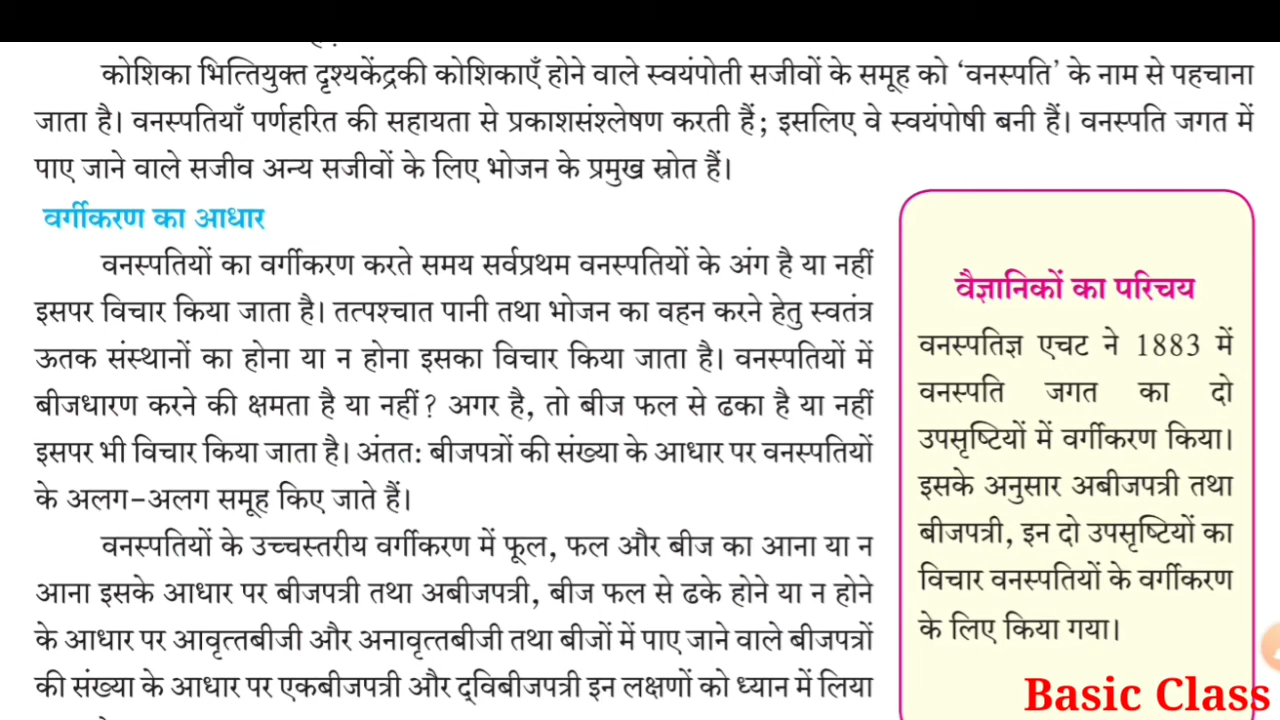 कोशिका भित्तियुक्त दृश्यकेंद्रकी कोशिकाएँ होने वाले स्वयंपोती सजीवों के समूह को ‘वनस्पति’ के नाम से पहचाना
जाता है। वनस्पतियाँ पर्णहरित की सहायता से प्रकाशसंश्लेषण करती हैं; इसलिए वे स्वयंपोषी बनी हैं। वनस्पति जगत में
पाए जाने वाले सजीव अन्य सजीवों के लिए भोजन के प्रमुख स्रोत हैं।
वर्गीकरण का आधार
वनस्पतियों का वर्गीकरण करते समय सर्वप्रथम वनस्पतियों के अंग है या नहीं
इसपर विचार किया जाता है। तत्पश्चात पानी तथा भोजन का वहन करने हेतु स्वतंत्र
ऊतक संस्थानों का होना या न होना इसका विचार किया जाता है। वनस्पतियों में
बीजधारण करने की क्षमता है या नहीं? अगर है, तो बीज फल से ढका है या नहीं
इसपर भी विचार किया जाता है। अंतत: बीजपत्रों की संख्या के आधार पर वनस्पतियों
के अलग-अलग समूह किए जाते हैं।
वनस्पतियों के उच्चस्तरीय वर्गीकरण में फूल, फल और बीज का आना या न
आना इसके आधार पर बीजपत्री तथा अबीजपत्री, बीज फल से ढके होने या न होने
के आधार पर आवृत्तबीजी और अनावृत्तबीजी तथा बीजों में पाए जाने वाले बीजपत्रों
की संख्या के आधार पर एकबीजपत्री और द्विबीजपत्री इन लक्षणों को ध्यान में लिया
वैज्ञानिकों का परिचय
वनस्पतिज्ञ एचट ने 1883 में
वनस्पति जगत का दो
उपसृष्टियों में वर्गीकरण किया।
इसके अनुसार अबीजपत्री तथा
बीजपत्री, इन दो उपसृष्टियों का
विचार वनस्पतियों के वर्गीकरण
के लिए किया गया।
Basic Class